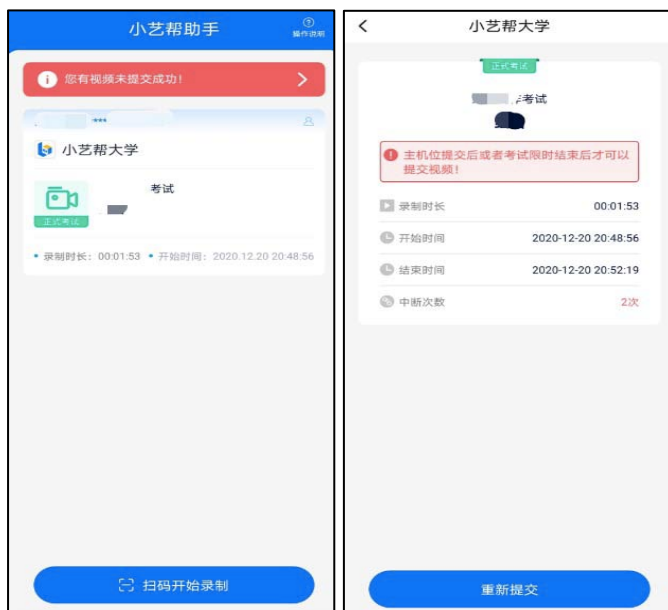 小艺帮助手
操作说明
您有视频未提交成功!
***
小艺帮大学
考试
正式考试
• 录制时长: 00:01:53 • 开始时间: 2020.12.20 20:48:56
扫码开始录制
小艺帮大学
正式考试
考试
主机位提交后或者考试限时结束后才可以
提交视频!
录制时长 00:01:53
开始时间 2020-12-20 20:48:56
结束时间 2020-12-20 20:52:19
中断次数 2次
重新提交